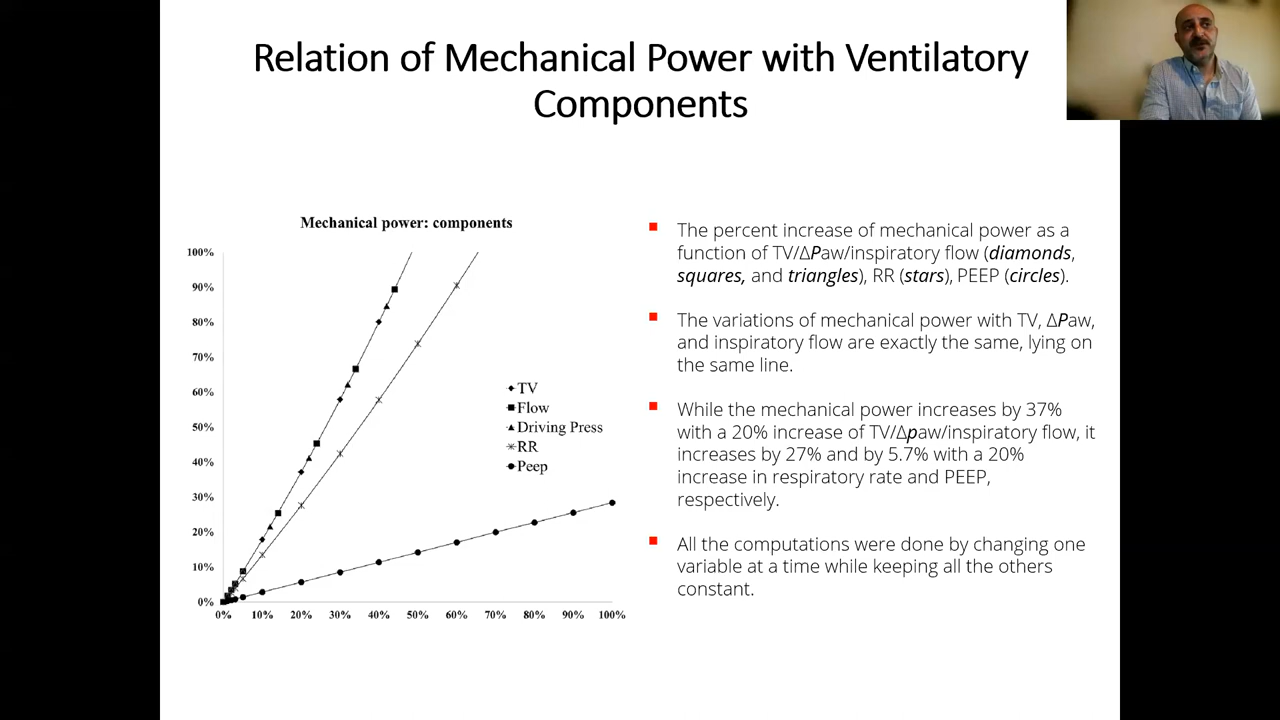 Relation of Mechanical Power with Ventilatory
Components
Mechanical power: components
100%
90%
80%
70%
60%
50%
40%
30%
20%
10%
0%
0% 10% 20% 30% 40% 50% 60% 70% 80% 90% 100%
TV
Flow
Driving Press
RR
Peep
The percent increase of mechanical power as a
function of TV/ΔPaw/inspiratory flow (diamonds,
squares, and triangles), RR (stars), PEEP (circles).
The variations of mechanical power with TV, ΔPaw,
and inspiratory flow are exactly the same, lying on
the same line.
While the mechanical power increases by 37%
with a 20% increase of TV/Δpaw/inspiratory flow, it
increases by 27% and by 5.7% with a 20%
increase in respiratory rate and PEEP,
respectively.
All the computations were done by changing one
variable at a time while keeping all the others
constant.